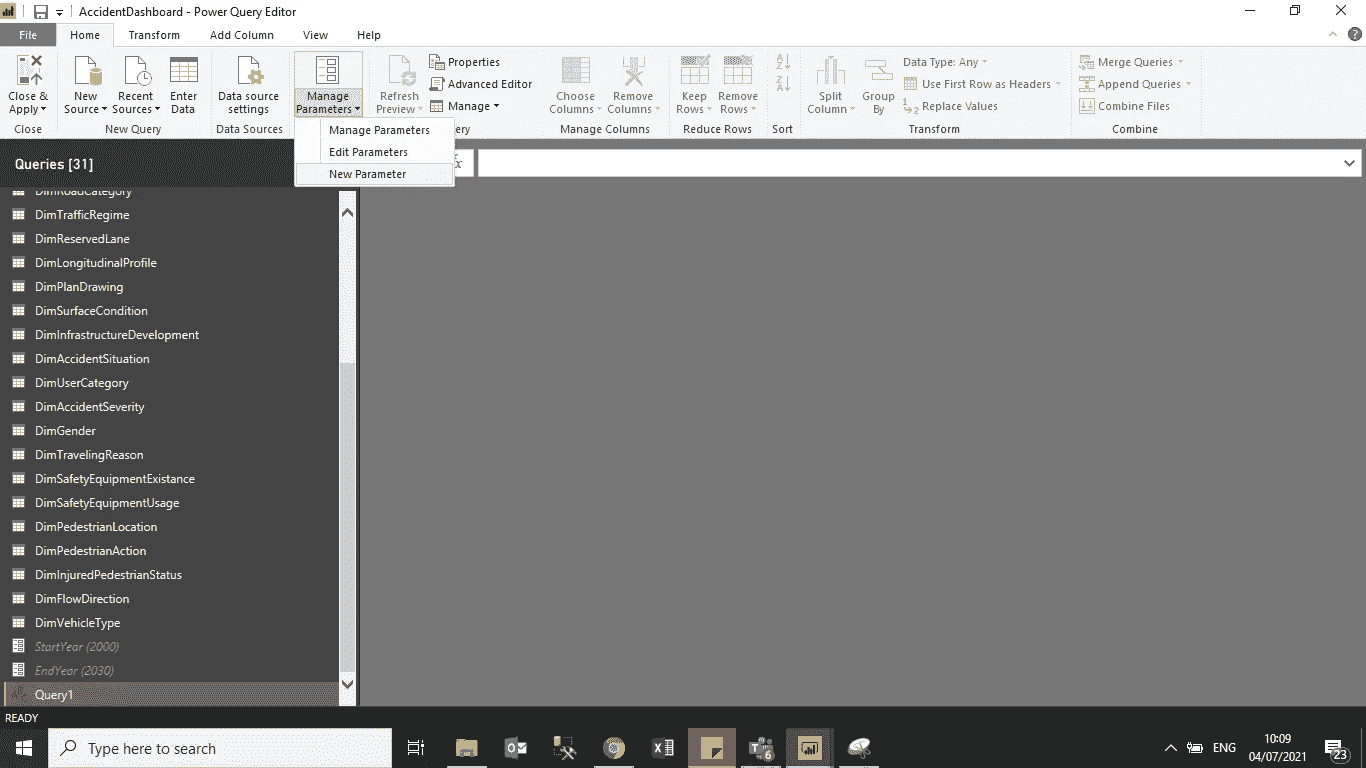 AccidentDashboard - Power Query Editor
File Home Transform Add Column View Help
Close & Apply
New Source
Recent Sources
Enter Data
Data source settings
Manage Parameters
Refresh Preview
Properties
Advanced Editor
Manage
Choose Columns
Remove Columns
Keep Rows
Remove Rows
A Z
Z A
Split Column
Group By
Data Type: Any
Use First Row as Headers
1 2 Replace Values
Merge Queries
Append Queries
Combine Files
Close New Query Data Sources ery Manage Columns Reduce Rows Sort Transform Combine
Manage Parameters
Edit Parameters
New Parameter
Queries [31]
fx
DimRoadCategory
DimTrafficRegime
DimReservedLane
DimLongitudinalProfile
DimPlanDrawing
DimSurfaceCondition
DimInfrastructureDevelopment
DimAccidentSituation
DimUserCategory
DimAccidentSeverity
DimGender
DimTravelingReason
DimSafetyEquipmentExistance
DimSafetyEquipmentUsage
DimPedestrianLocation
DimPedestrianAction
DimInjuredPedestrianStatus
DimFlowDirection
DimVehicleType
StartYear (2000)
EndYear (2030)
Query1
READY
Type here to search
6
ENG
10:09
04/07/2021
23